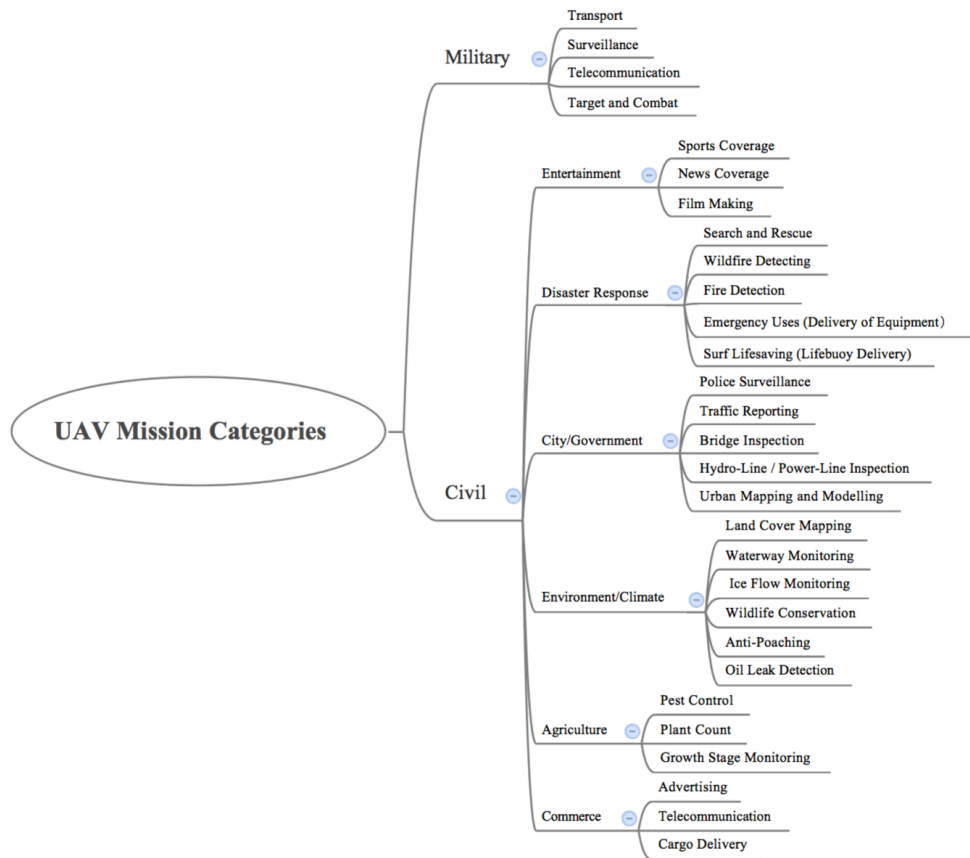 UAV Mission Categories
Military
Transport
Surveillance
Telecommunication
Target and Combat
Civil
Entertainment
Sports Coverage
News Coverage
Film Making
Disaster Response
Search and Rescue
Wildfire Detecting
Fire Detection
Emergency Uses (Delivery of Equipment)
Surf Lifesaving (Lifebuoy Delivery)
City/Government
Police Surveillance
Traffic Reporting
Bridge Inspection
Hydro-Line / Power-Line Inspection
Urban Mapping and Modelling
Environment/Climate
Land Cover Mapping
Waterway Monitoring
Ice Flow Monitoring
Wildlife Conservation
Anti-Poaching
Oil Leak Detection
Agriculture
Pest Control
Plant Count
Growth Stage Monitoring
Commerce
Advertising
Telecommunication
Cargo Delivery